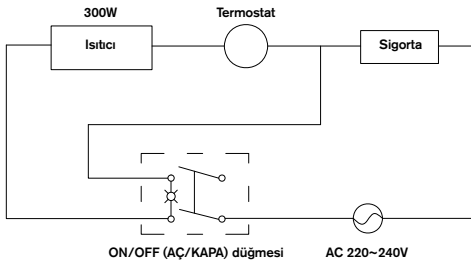 300W
Termostat
Isıtıcı
Sigorta
ON/OFF (AÇ/KAPA) düğmesi
AC 220~240V